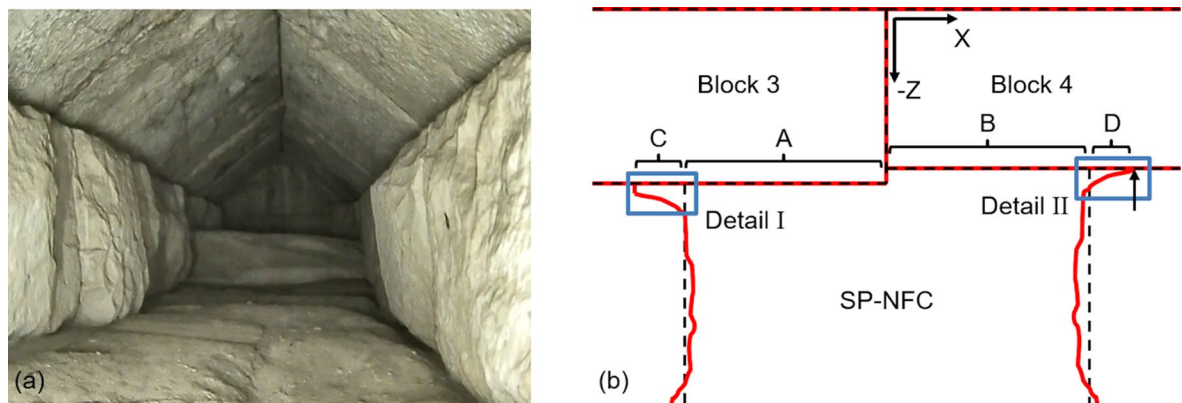 (a)
X
Block 3
-Z
Block 4
C
A
B
D
Detail I
Detail II
SP-NFC
(b)